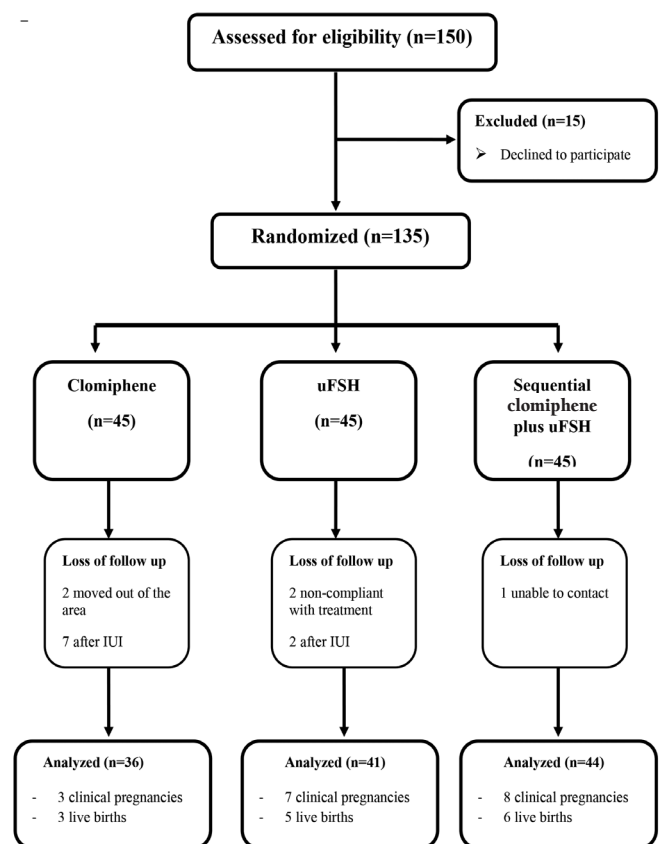 Assessed for eligibility (n=150)
Excluded (n=15)
➢ Declined to participate
Randomized (n=135)
Clomiphene
(n=45)
uFSH
(n=45)
Sequential
clomiphene
plus uFSH
(n=45)
Loss of follow up
2 moved out of the
area
7 after IUI
Loss of follow up
2 non-compliant
with treatment
2 after IUI
Loss of follow up
1 unable to contact
Analyzed (n=36)
- 3 clinical pregnancies
- 3 live births
Analyzed (n=41)
- 7 clinical pregnancies
- 5 live births
Analyzed (n=44)
- 8 clinical pregnancies
- 6 live births